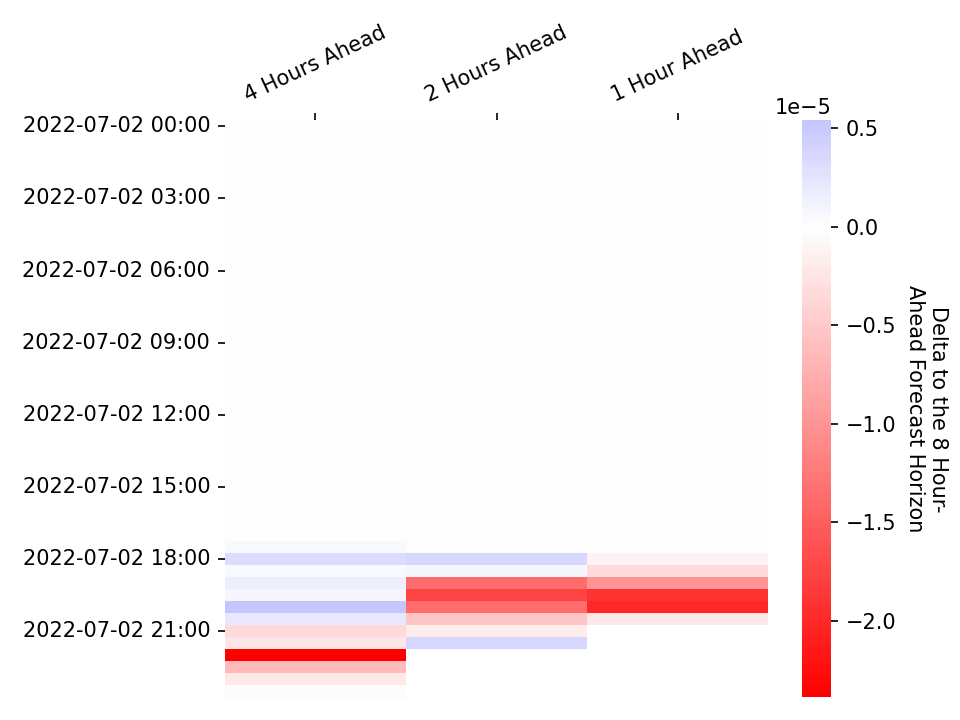 4 Hours Ahead
2 Hours Ahead
1 Hour Ahead
1e−5
2022-07-02 00:00
2022-07-02 03:00
2022-07-02 06:00
2022-07-02 09:00
2022-07-02 12:00
2022-07-02 15:00
2022-07-02 18:00
2022-07-02 21:00
0.5
0.0
−0.5
−1.0
−1.5
−2.0
Delta to the 8 Hour-
Ahead Forecast Horizon